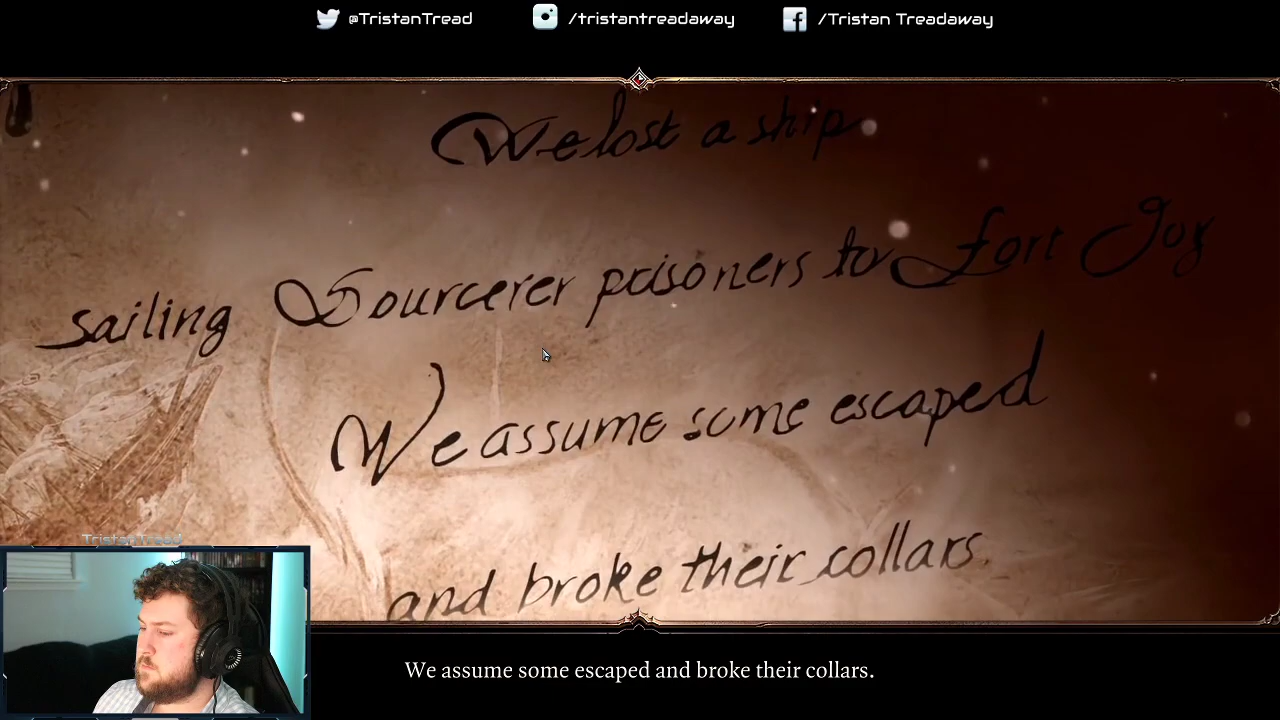 @TristanTread /tristantreadaway /Tristan Treadaway
We lost a ship
sailing Sourcerer prisoners to Fort Joy
We assume some escaped
and broke their collars.
TristanTread
We assume some escaped and broke their collars.